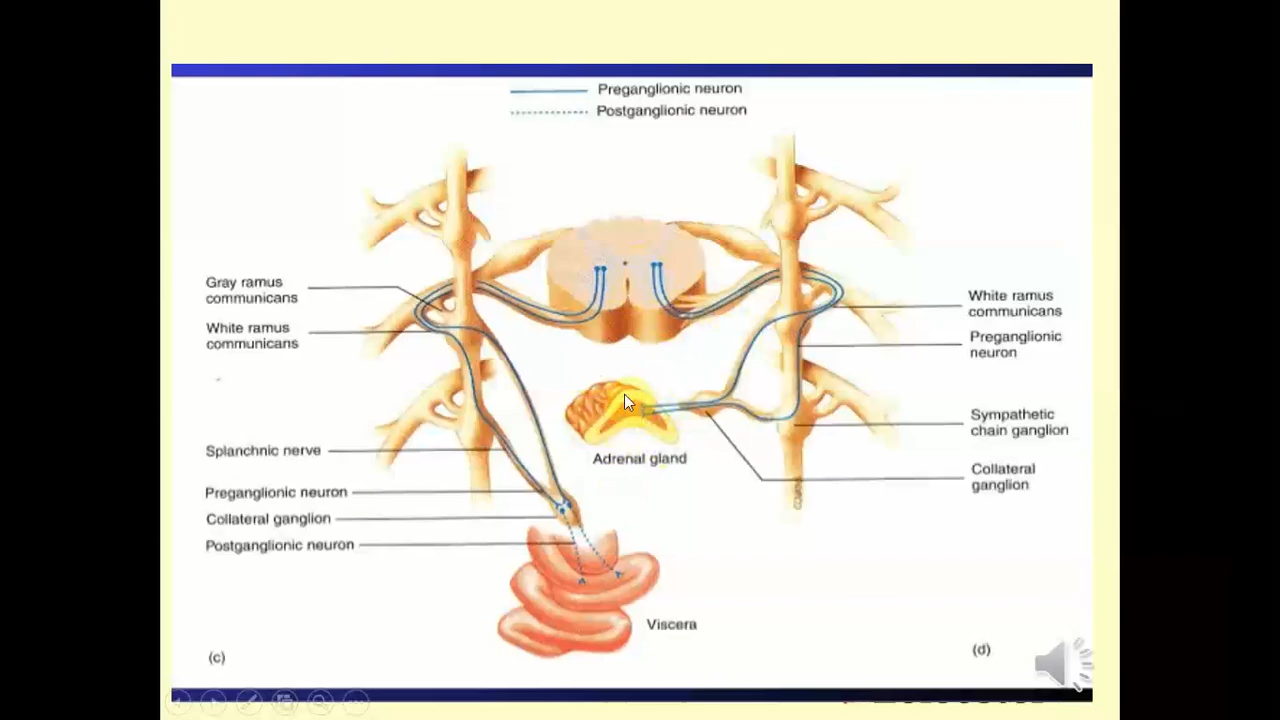 Preganglionic neuron
Postganglionic neuron
Gray ramus
communicans
White ramus
communicans
Splanchnic nerve
Preganglionic neuron
Collateral ganglion
Postganglionic neuron
Adrenal gland
Viscera
White ramus
communicans
Preganglionic
neuron
Sympathetic
chain ganglion
Collateral
ganglion
(c)
(d)